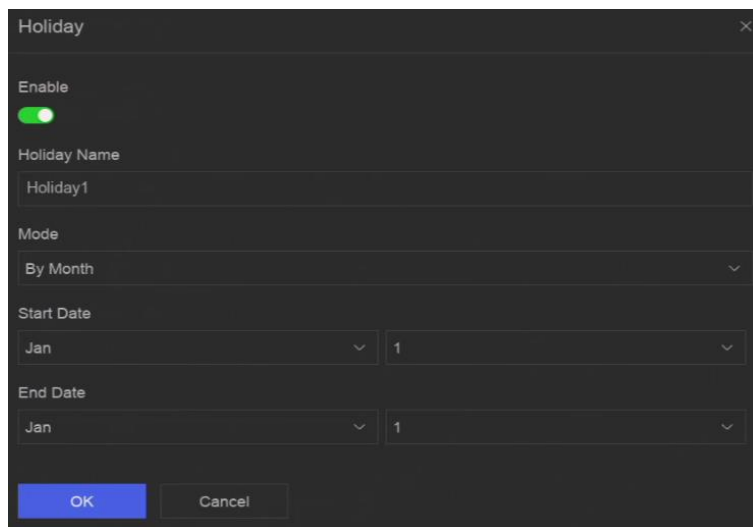 Holiday
Enable
Holiday Name
Holiday1
Mode
By Month
Start Date
Jan 1
End Date
Jan 1
OK Cancel